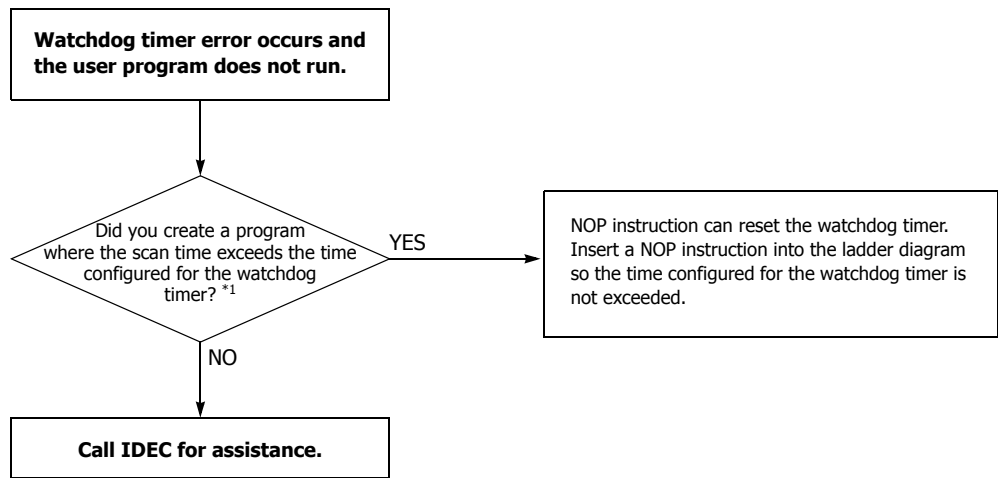 Watchdog timer error occurs and
the user program does not run.
Did you create a program
where the scan time exceeds the time
configured for the watchdog
timer? *1
YES
NOP instruction can reset the watchdog timer.
Insert a NOP instruction into the ladder diagram
so the time configured for the watchdog timer is
not exceeded.
NO
Call IDEC for assistance.